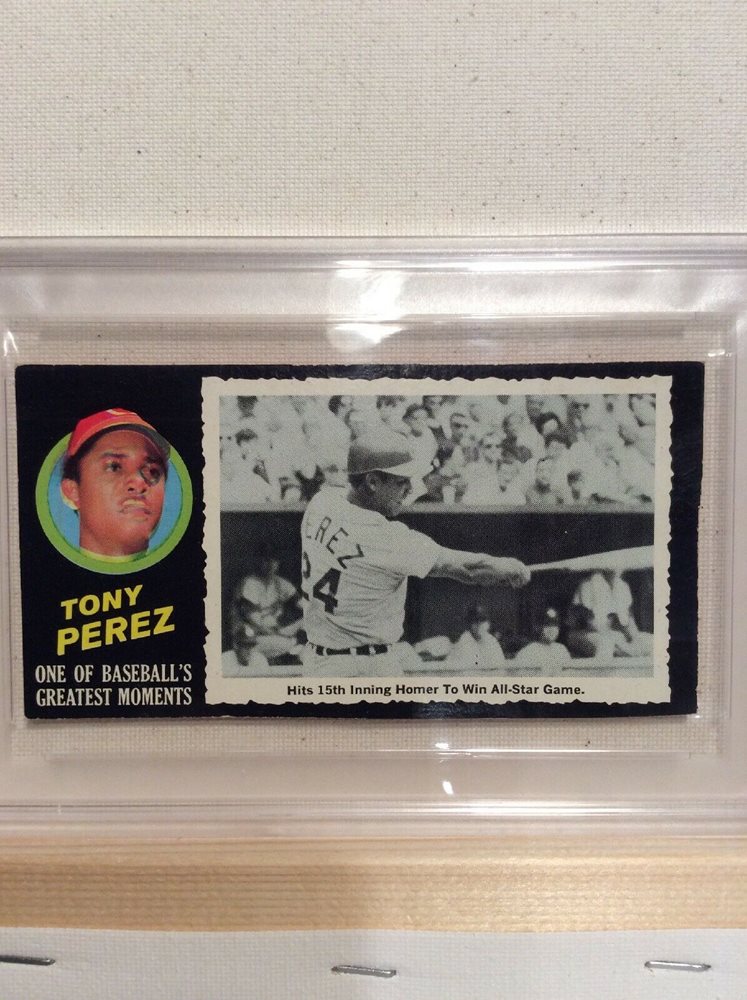 TONY
PEREZ
ONE OF BASEBALL'S
GREATEST MOMENTS
EREZ
24
Hits 15th Inning Homer To Win All-Star Game.